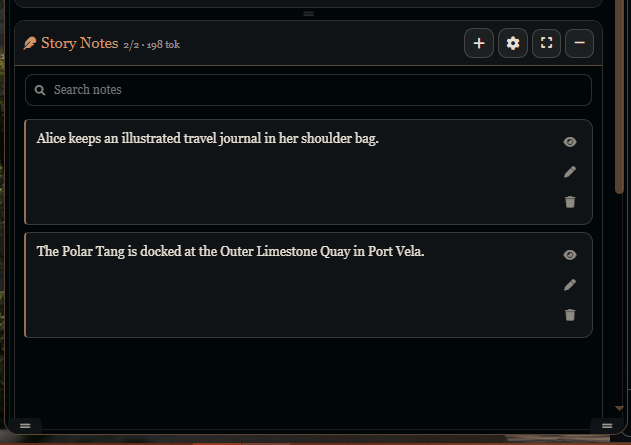 Story Notes 2/2 · 198 tok
Search notes
Alice keeps an illustrated travel journal in her shoulder bag.
The Polar Tang is docked at the Outer Limestone Quay in Port Vela.